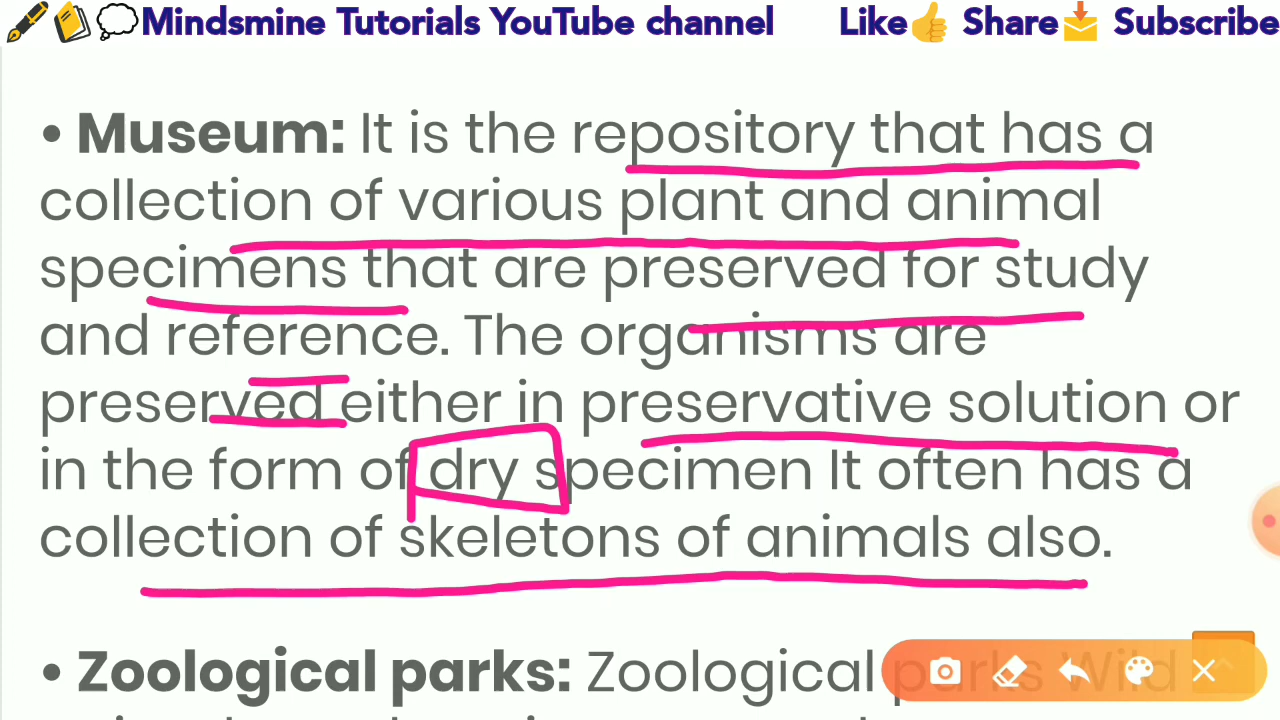 Mindsmine Tutorials YouTube channel Like Share Subscribe
• Museum: It is the repository that has a
collection of various plant and animal
specimens that are preserved for study
and reference. The organisms are
preserved either in preservative solution or
in the form of dry specimen It often has a
collection of skeletons of animals also.
• Zoological parks: Zoological parks Wild